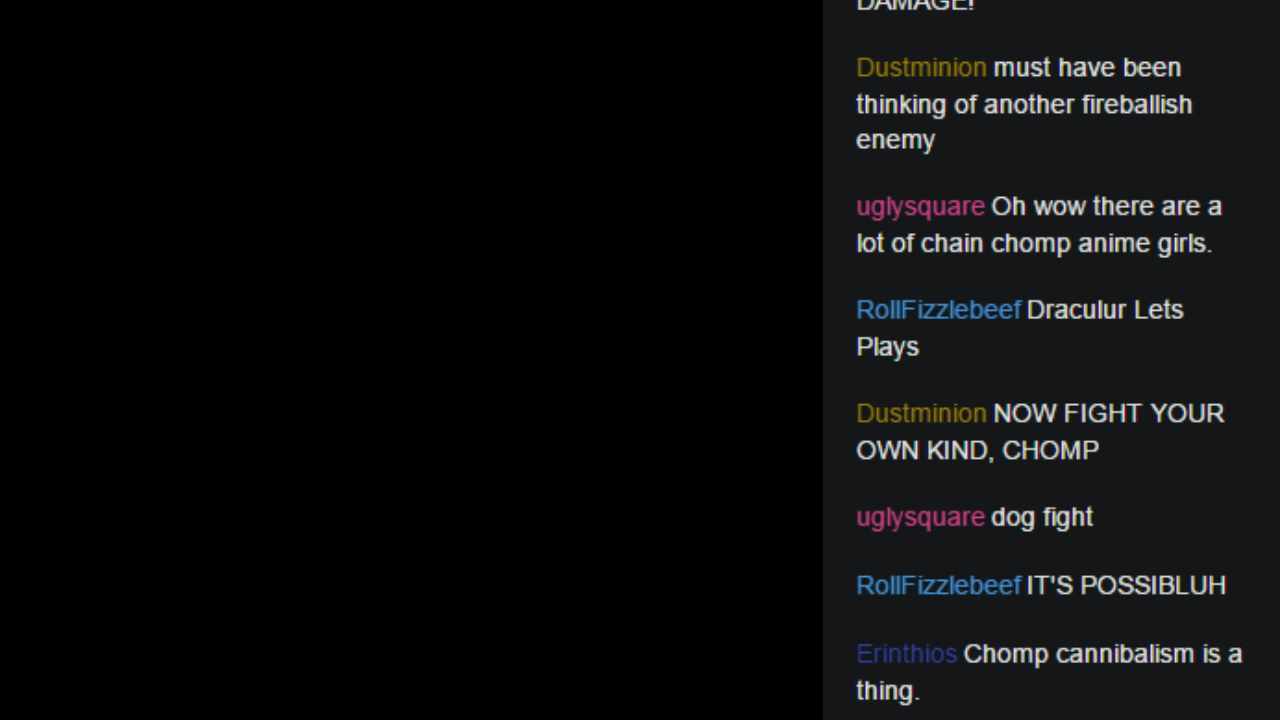 DAMAGE!
Dustminion must have been
thinking of another fireballish
enemy
uglysquare Oh wow there are a
lot of chain chomp anime girls.
RollFizzlebeef Draculur Lets
Plays
Dustminion NOW FIGHT YOUR
OWN KIND, CHOMP
uglysquare dog fight
RollFizzlebeef IT'S POSSIBLUH
Erinthios Chomp cannibalism is a
thing.